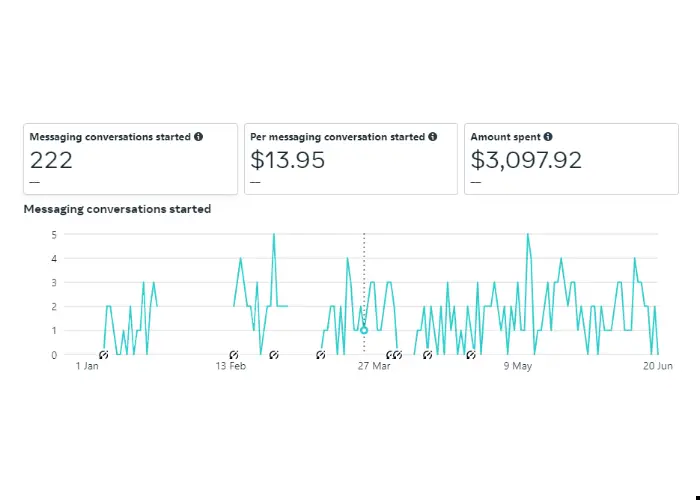 Messaging conversations started
222
—
Per messaging conversation started
$13.95
—
Amount spent
$3,097.92
—
Messaging conversations started
5
4
3
2
1
0
1 Jan 13 Feb 27 Mar 9 May 20 Jun